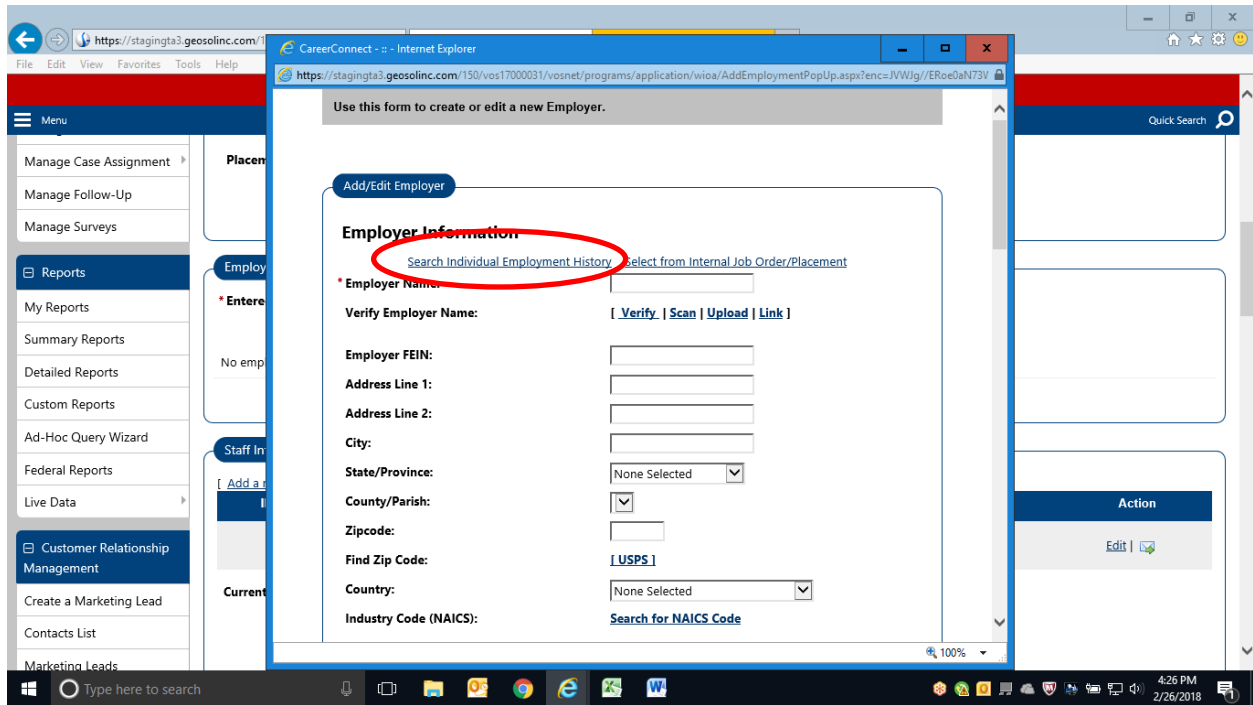 https://stagingta3.geosolinc.com/1
File Edit View Favorites Tools Help
CareerConnect - :: - Internet Explorer
https://stagingta3.geosolinc.com/150/vos17000031/vosnet/programs/application/wioa/AddEmploymentPopUp.aspx?enc=JVWJg//ERoe0aN73V
Menu
Quick Search
Manage Case Assignment
Manage Follow-Up
Manage Surveys
Reports
My Reports
Summary Reports
Detailed Reports
Custom Reports
Ad-Hoc Query Wizard
Federal Reports
Live Data
Customer Relationship
Management
Create a Marketing Lead
Contacts List
Marketing Leads
Placem
Employ
* Entere
No emp
Staff In
[ Add a
Current
Use this form to create or edit a new Employer.
Add/Edit Employer
Employer Information
Search Individual Employment History Select from Internal Job Order/Placement
* Employer Name:
Verify Employer Name: [ Verify | Scan | Upload | Link ]
Employer FEIN:
Address Line 1:
Address Line 2:
City:
State/Province: None Selected
County/Parish:
Zipcode:
Find Zip Code: [ USPS ]
Country: None Selected
Industry Code (NAICS): Search for NAICS Code
100%
Action
Edit |
Type here to search
4:26 PM
2/26/2018